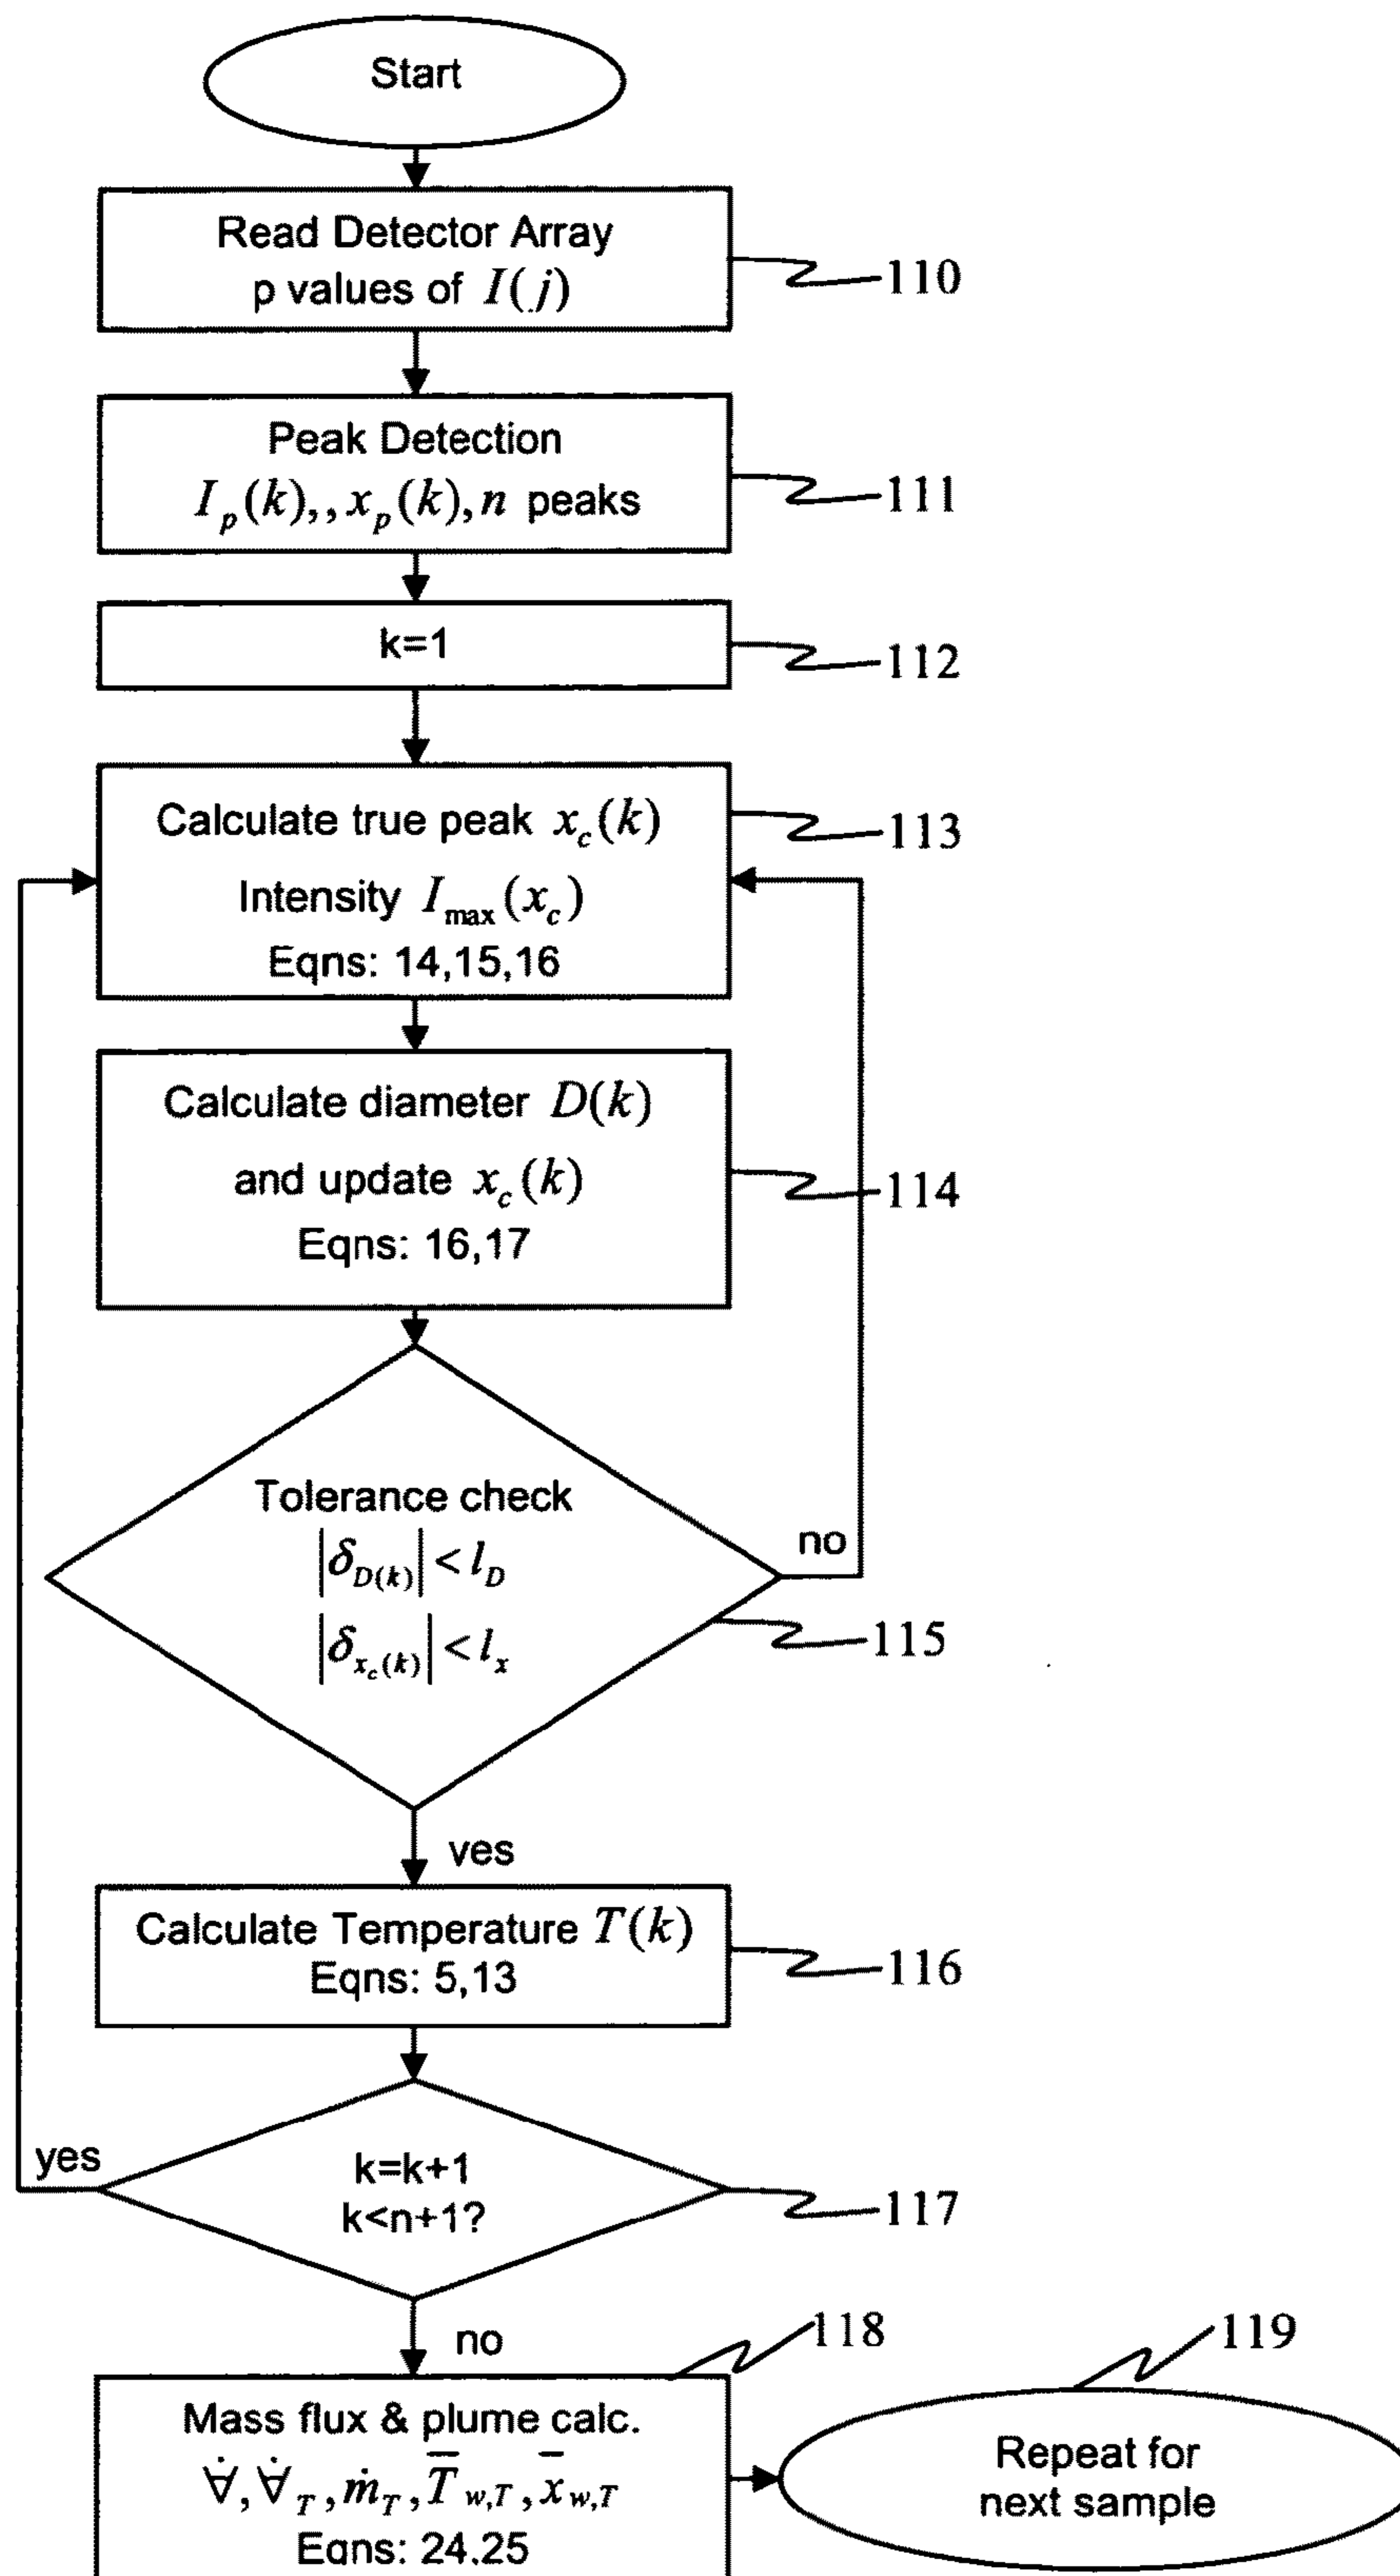 Start
Read Detector Array
p values of I(j)
110
Peak Detection
I_p(k),,x_p(k),n peaks
111
k=1
112
Calculate true peak x_c(k)
Intensity I_max(x_c)
Eqns: 14,15,16
113
Calculate diameter D(k)
and update x_c(k)
Eqns: 16,17
114
Tolerance check
|δ_D(k)| < l_D
|δ_x_c(k)| < l_x
no
115
yes
Calculate Temperature T(k)
Eqns: 5,13
116
yes
k=k+1
k<n+1?
117
no
118
119
Mass flux & plume calc.
∀̇,∀̇_T,ṁ_T,T̅_w,T,x̅_w,T
Eqns: 24,25
Repeat for
next sample